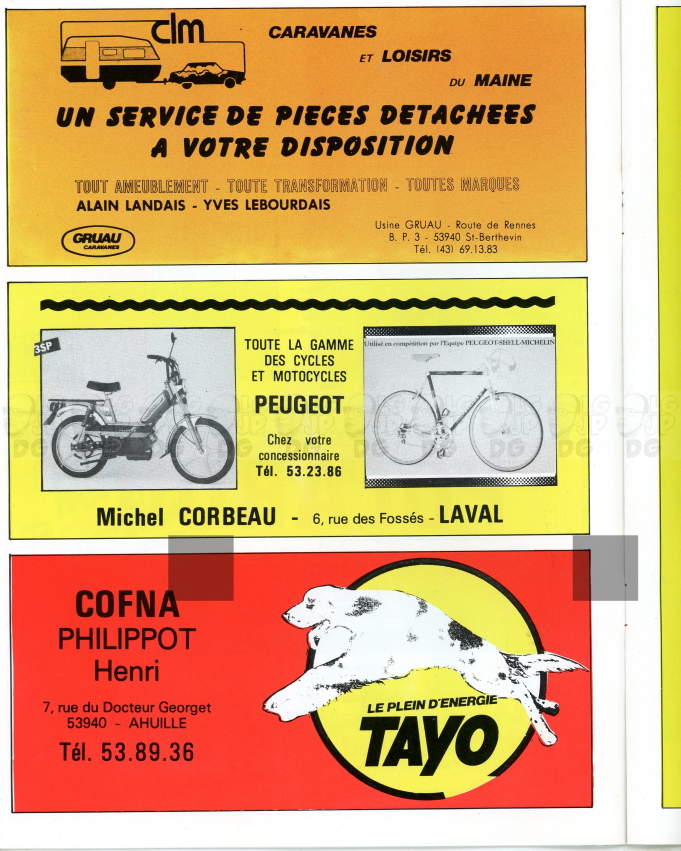 clm
CARAVANES
ET LOISIRS
DU MAINE
UN SERVICE DE PIECES DETACHEES
A VOTRE DISPOSITION
TOUT AMEUBLEMENT - TOUTE TRANSFORMATION - TOUTES MARQUES
ALAIN LANDAIS - YVES LEBOURDAIS
GRUAU
CARAVANES
Usine GRUAU - Route de Rennes
B. P. 3 - 53940 St-Berthevin
Tél. (43) 69.13.83
3SP
TOUTE LA GAMME
DES CYCLES
ET MOTOCYCLES
PEUGEOT
Chez votre
concessionnaire
Tél. 53.23.86
Utilisé en compétition par l'Equipe PEUGEOT-SHELL-MICHELIN
Michel CORBEAU - 6, rue des Fossés - LAVAL
COFNA
PHILIPPOT
Henri
7, rue du Docteur Georget
53940 - AHUILLE
Tél. 53.89.36
LE PLEIN D'ENERGIE
TAYO